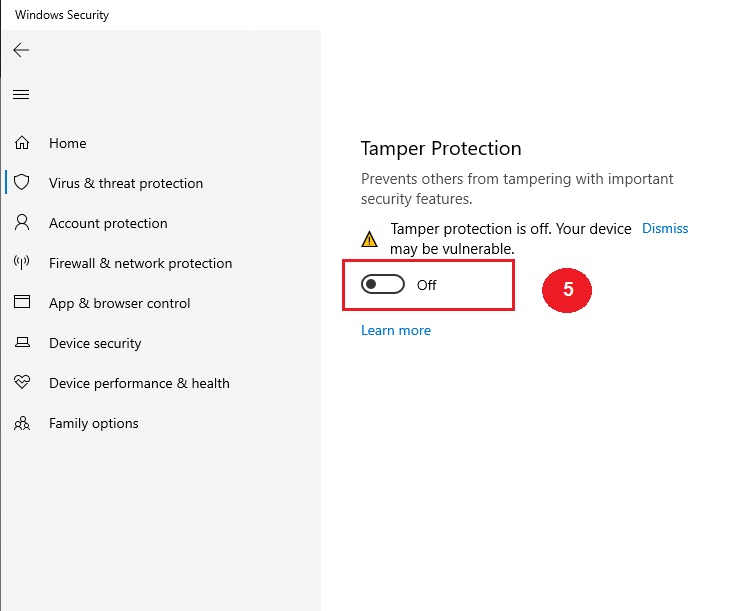 Windows Security
Home
Virus & threat protection
Account protection
Firewall & network protection
App & browser control
Device security
Device performance & health
Family options
Tamper Protection
Prevents others from tampering with important
security features.
Tamper protection is off. Your device Dismiss
may be vulnerable.
Off
5
Learn more